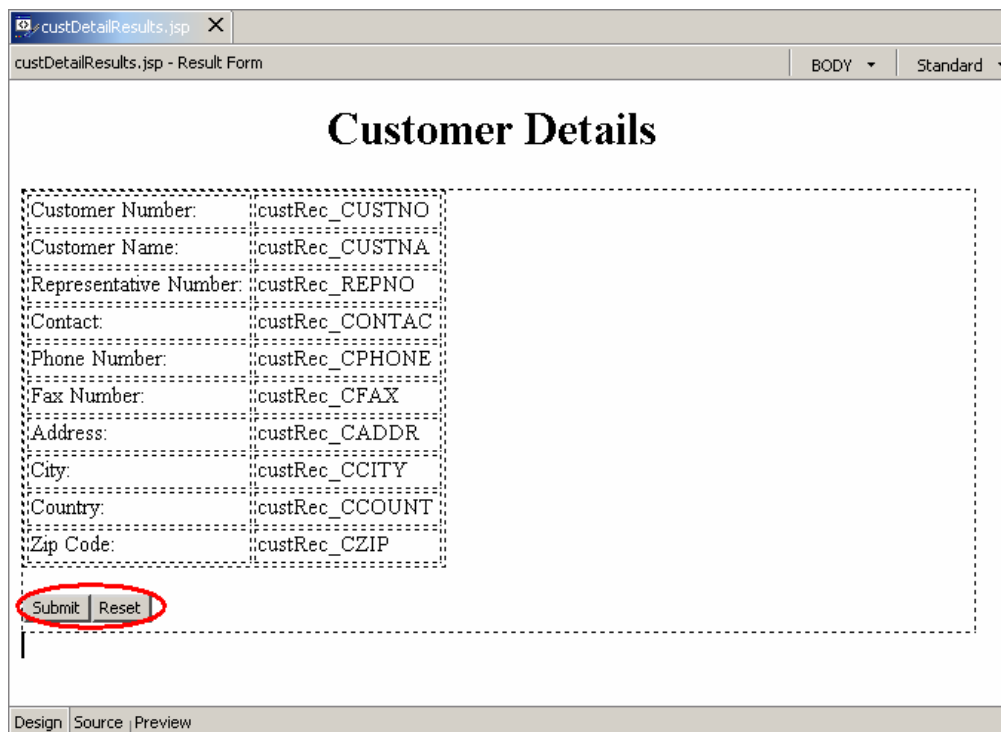 custDetailResults.jsp
custDetailResults.jsp - Result Form BODY Standard
Customer Details
Customer Number: custRec_CUSTNO
Customer Name: custRec_CUSTNA
Representative Number: custRec_REPNO
Contact: custRec_CONTAC
Phone Number: custRec_CPHONE
Fax Number: custRec_CFAX
Address: custRec_CADDR
City: custRec_CCITY
Country: custRec_CCOUNT
Zip Code: custRec_CZIP
Submit Reset
Design Source Preview